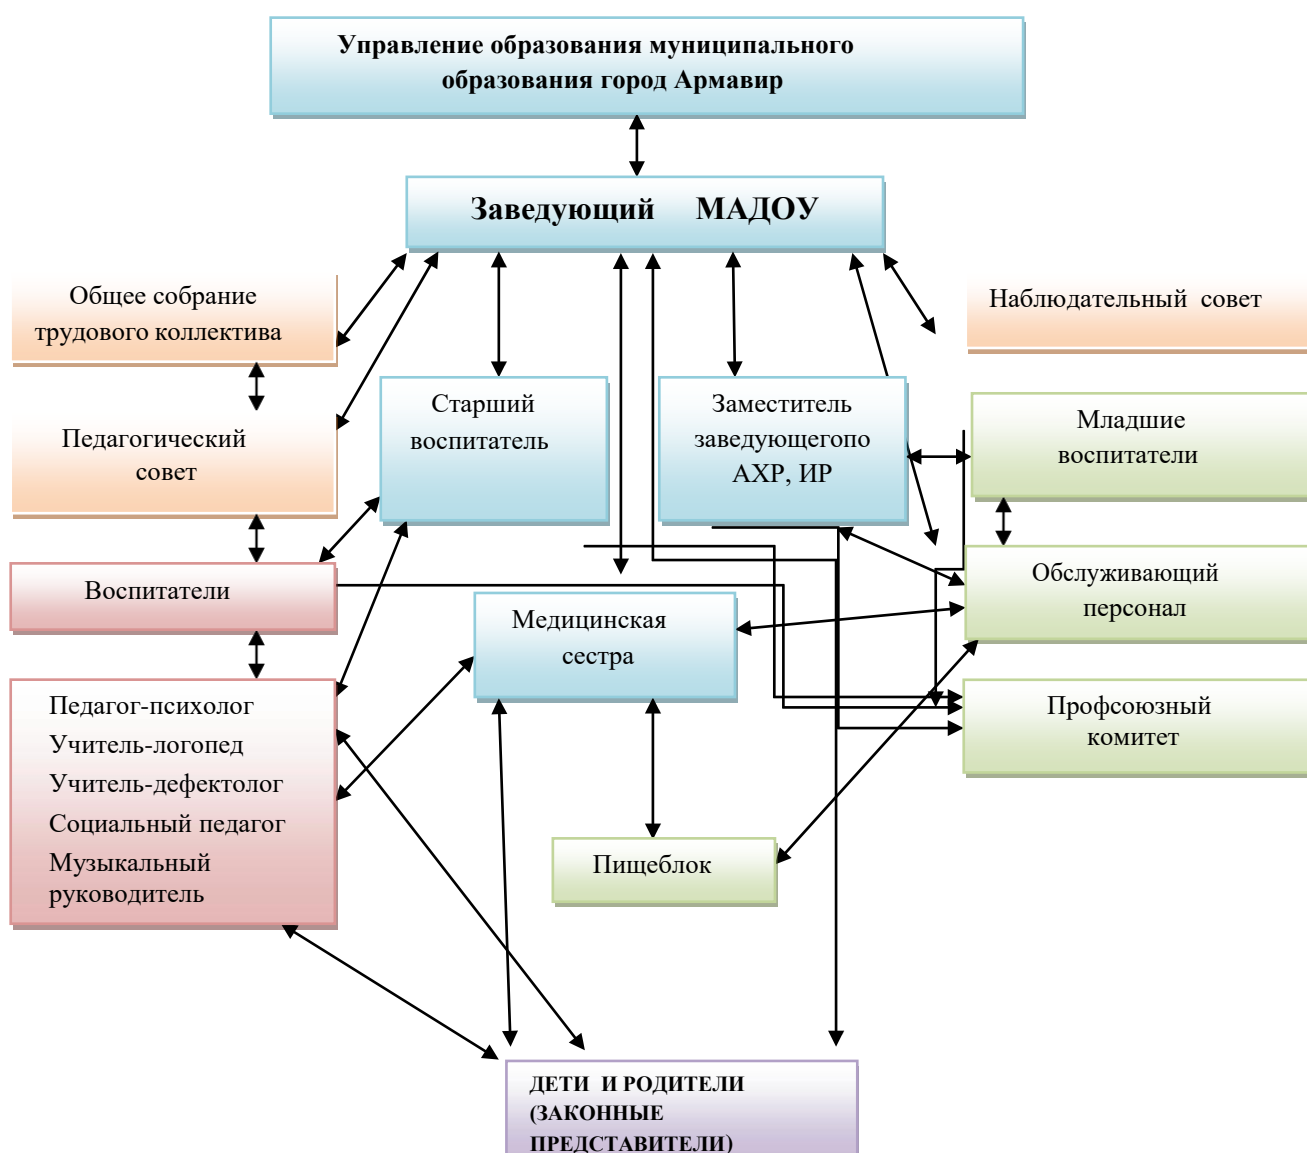 Управление образования муниципального
образования город Армавир
Заведующий МАДОУ
Общее собрание
трудового коллектива
Наблюдательный совет
Старший
воспитатель
Заместитель
заведующегопо
АХР, ИР
Младшие
воспитатели
Педагогический
совет
Воспитатели
Обслуживающий
персонал
Медицинская
сестра
Педагог-психолог
Учитель-логопед
Учитель-дефектолог
Социальный педагог
Музыкальный
руководитель
Профсоюзный
комитет
Пищеблок
ДЕТИ И РОДИТЕЛИ
(ЗАКОННЫЕ
ПРЕДСТАВИТЕЛИ)